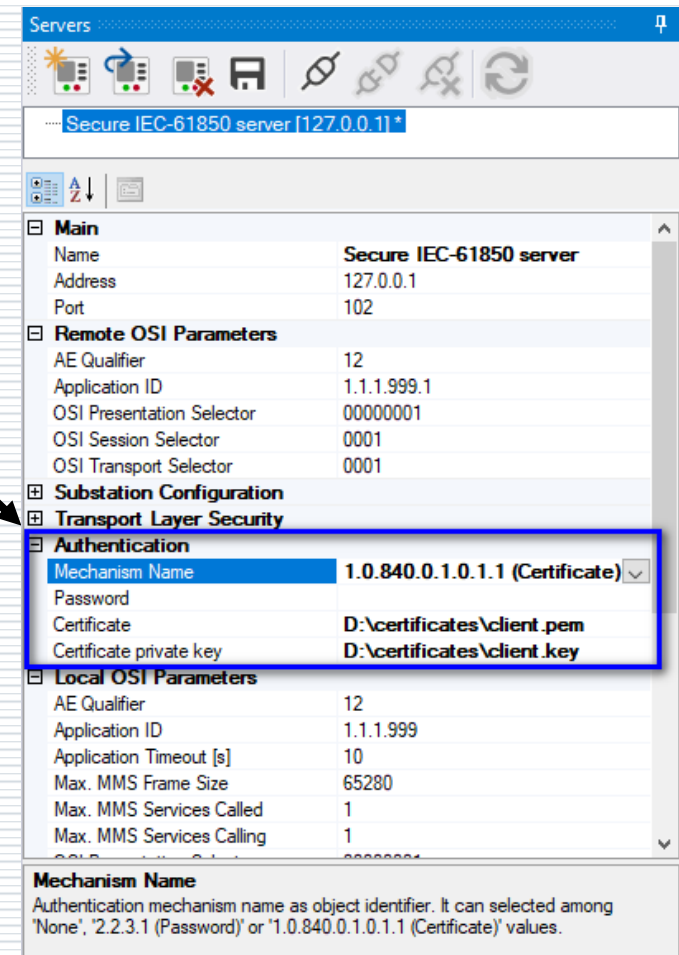 Servers
Secure IEC-61850 server [127.0.0.1] *
Main
Name Secure IEC-61850 server
Address 127.0.0.1
Port 102
Remote OSI Parameters
AE Qualifier 12
Application ID 1.1.1.999.1
OSI Presentation Selector 00000001
OSI Session Selector 0001
OSI Transport Selector 0001
Substation Configuration
Transport Layer Security
Authentication
Mechanism Name 1.0.840.0.1.0.1.1 (Certificate)
Password
Certificate D:\certificates\client.pem
Certificate private key D:\certificates\client.key
Local OSI Parameters
AE Qualifier 12
Application ID 1.1.1.999
Application Timeout [s] 10
Max. MMS Frame Size 65280
Max. MMS Services Called 1
Max. MMS Services Calling 1
Mechanism Name
Authentication mechanism name as object identifier. It can selected among
'None', '2.2.3.1 (Password)' or '1.0.840.0.1.0.1.1 (Certificate)' values.